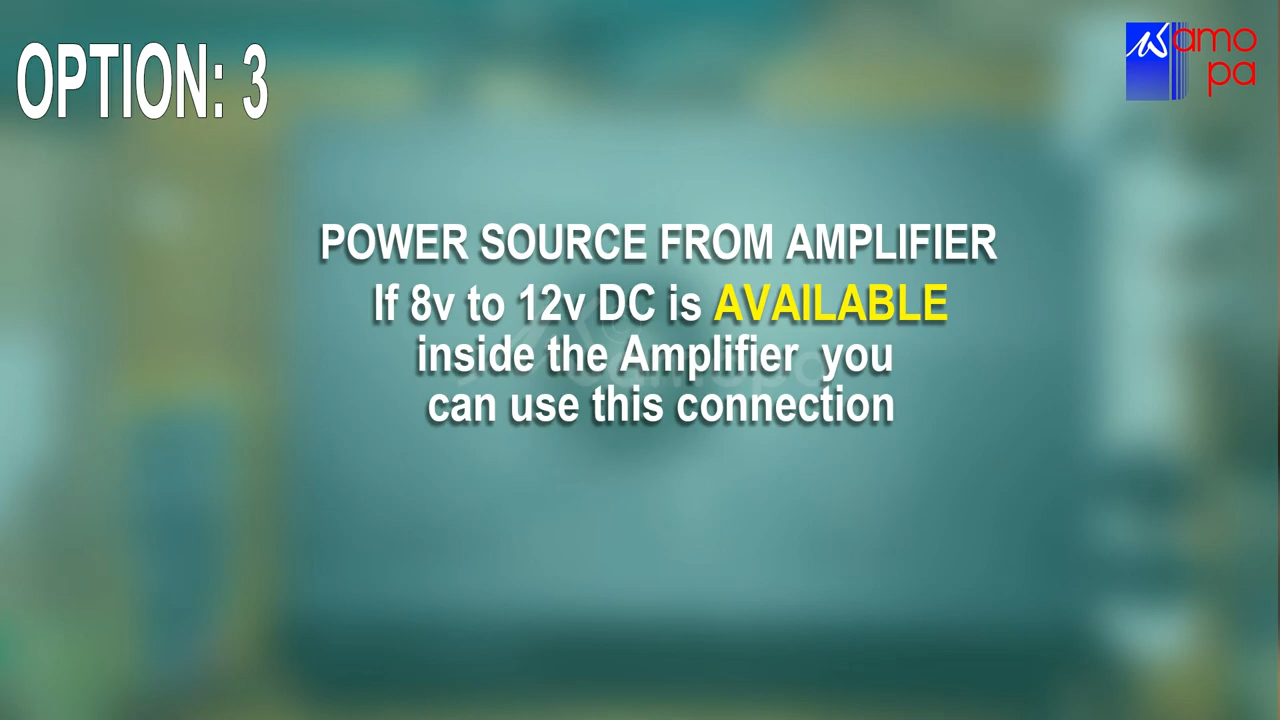 OPTION: 3
W amo
pa
POWER SOURCE FROM AMPLIFIER
If 8v to 12v DC is AVAILABLE
inside the Amplifier you
can use this connection